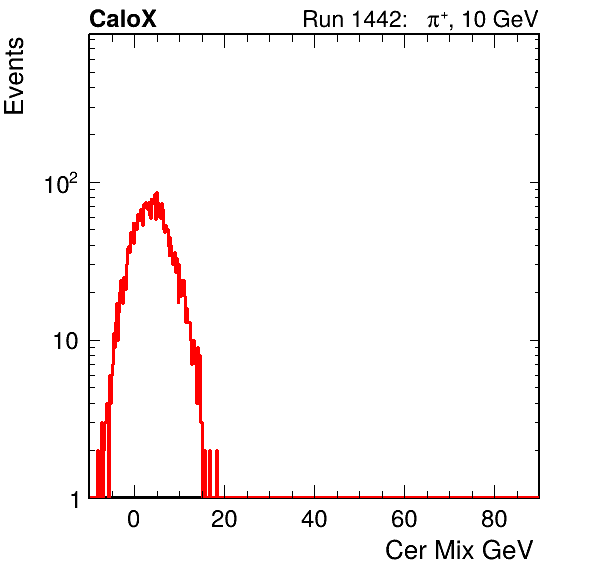 CaloX Run 1442: π⁺, 10 GeV
Events
10²
10
1
0 20 40 60 80
Cer Mix GeV